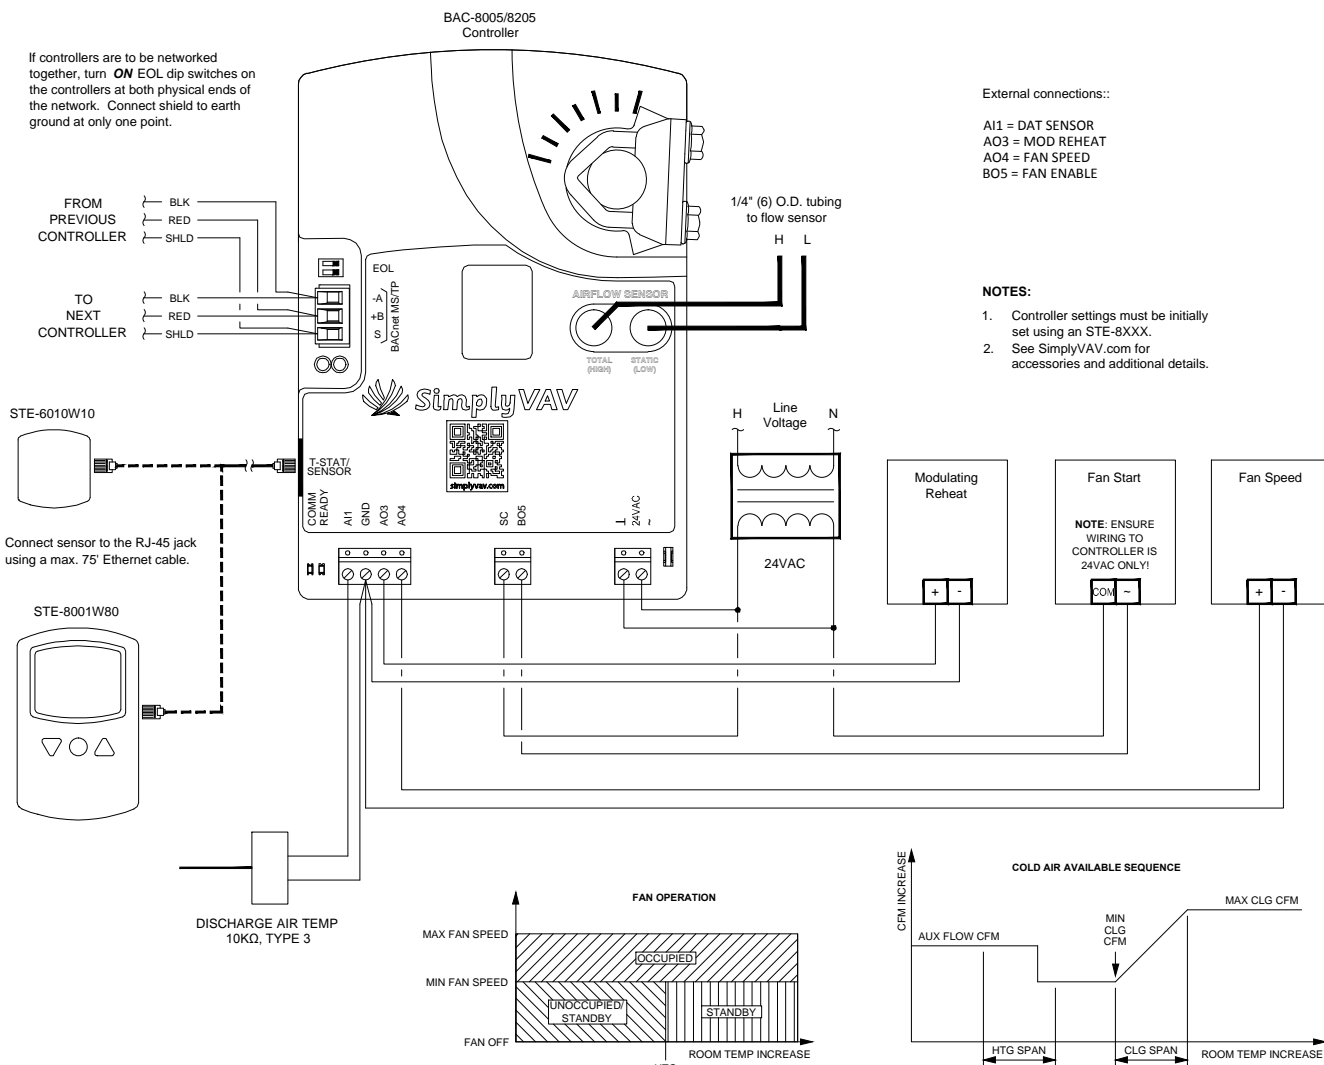 BAC-8005/8205
Controller
If controllers are to be networked
together, turn ON EOL dip switches on
the controllers at both physical ends of
the network. Connect shield to earth
ground at only one point.
External connections::
AI1 = DAT SENSOR
AO3 = MOD REHEAT
AO4 = FAN SPEED
BO5 = FAN ENABLE
FROM
PREVIOUS
CONTROLLER
BLK
RED
SHLD
TO
NEXT
CONTROLLER
BLK
RED
SHLD
1/4" (6) O.D. tubing
to flow sensor
H L
EOL
-A
+B
S
BACnet MS/TP
AIRFLOW SENSOR
TOTAL
(HIGH)
STATIC
(LOW)
NOTES:
1. Controller settings must be initially
set using an STE-8XXX.
2. See SimplyVAV.com for
accessories and additional details.
SimplyVAV
simplyvav.com
STE-6010W10
T-STAT/
SENSOR
COMM
READY
AI1
GND
AO3
AO4
SC
BO5
⊥
24VAC
~
H Line N
Voltage
24VAC
Connect sensor to the RJ-45 jack
using a max. 75' Ethernet cable.
STE-8001W80
Modulating
Reheat
+ -
Fan Start
NOTE: ENSURE
WIRING TO
CONTROLLER IS
24VAC ONLY!
COM ~
Fan Speed
+ -
DISCHARGE AIR TEMP
10KΩ, TYPE 3
FAN OPERATION
MAX FAN SPEED
MIN FAN SPEED
FAN OFF
OCCUPIED
UNOCCUPIED/
STANDBY
STANDBY
ROOM TEMP INCREASE
COLD AIR AVAILABLE SEQUENCE
CFM INCREASE
AUX FLOW CFM
MIN
CLG
CFM
MAX CLG CFM
HTG SPAN
CLG SPAN
ROOM TEMP INCREASE